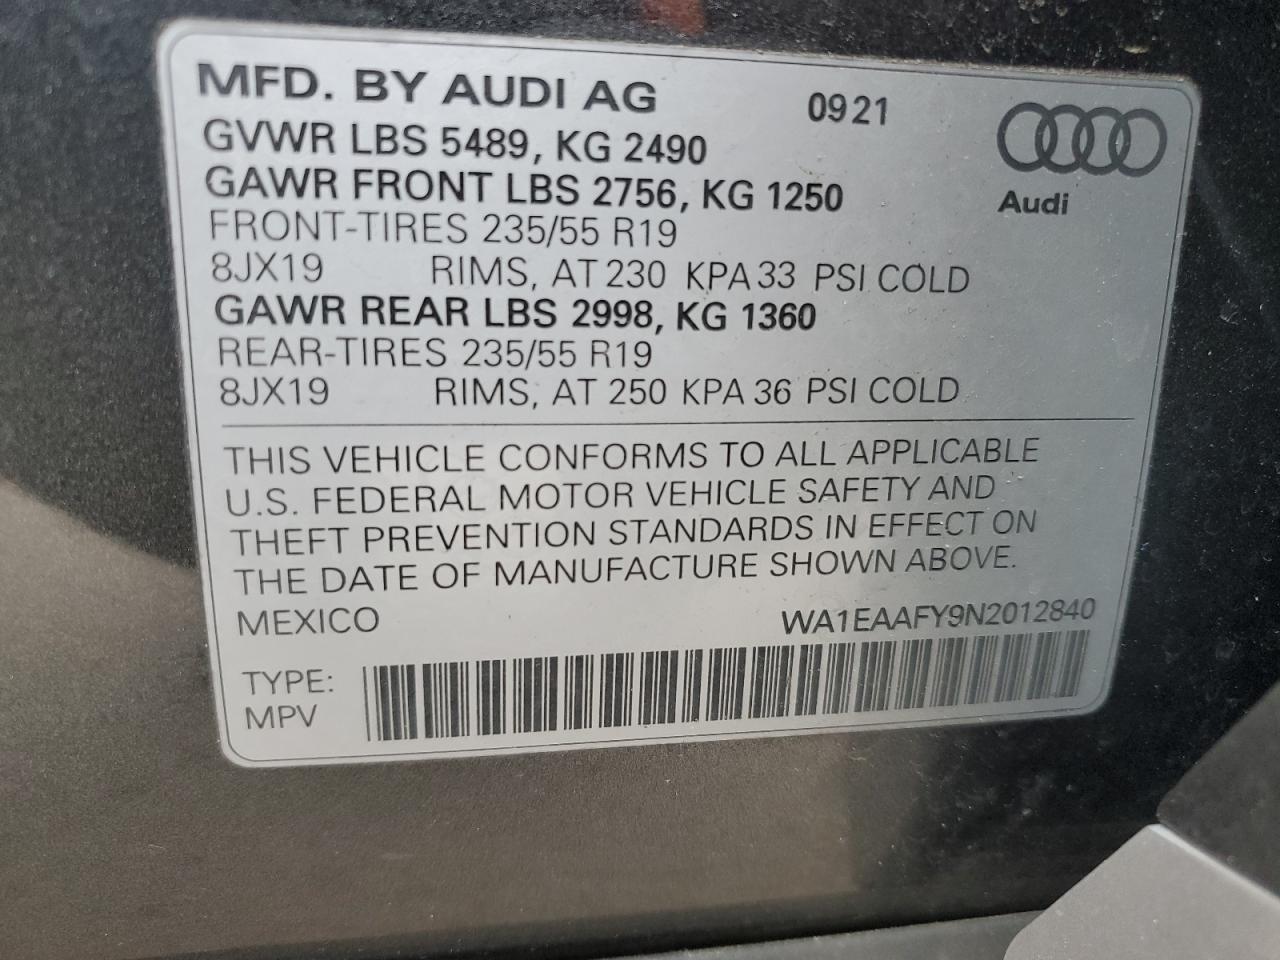 MFD. BY AUDI AG 09 21
GVWR LBS 5489, KG 2490
GAWR FRONT LBS 2756, KG 1250
Audi
FRONT-TIRES 235/55 R19
8JX19 RIMS, AT 230 KPA 33 PSI COLD
GAWR REAR LBS 2998, KG 1360
REAR-TIRES 235/55 R19
8JX19 RIMS, AT 250 KPA 36 PSI COLD
THIS VEHICLE CONFORMS TO ALL APPLICABLE
U.S. FEDERAL MOTOR VEHICLE SAFETY AND
THEFT PREVENTION STANDARDS IN EFFECT ON
THE DATE OF MANUFACTURE SHOWN ABOVE.
MEXICO WA1EAAFY9N2012840
TYPE:
MPV